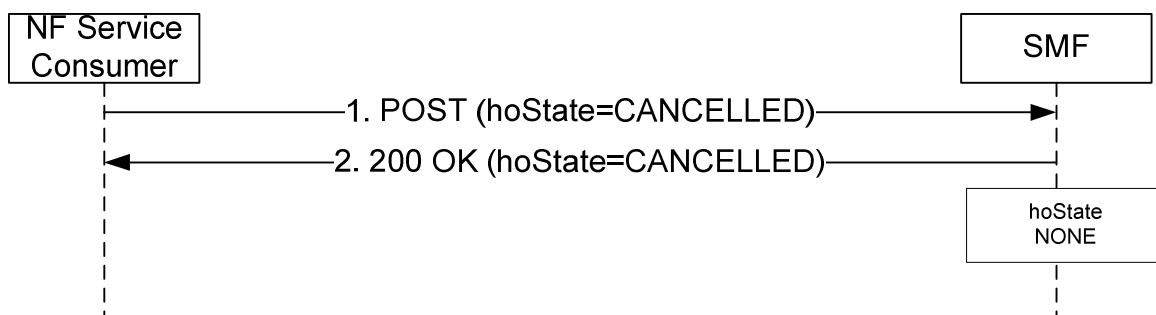 NF Service
Consumer
SMF
1. POST (hoState=CANCELLED)
2. 200 OK (hoState=CANCELLED)
hoState
NONE